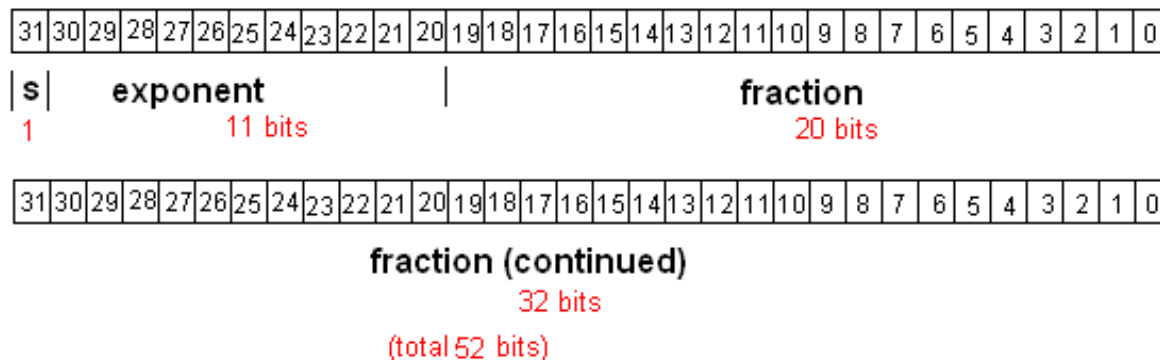 31 30 29 28 27 26 25 24 23 22 21 20 19 18 17 16 15 14 13 12 11 10 9 8 7 6 5 4 3 2 1 0
s exponent fraction
1 11 bits 20 bits
31 30 29 28 27 26 25 24 23 22 21 20 19 18 17 16 15 14 13 12 11 10 9 8 7 6 5 4 3 2 1 0
fraction (continued)
32 bits
(total 52 bits)